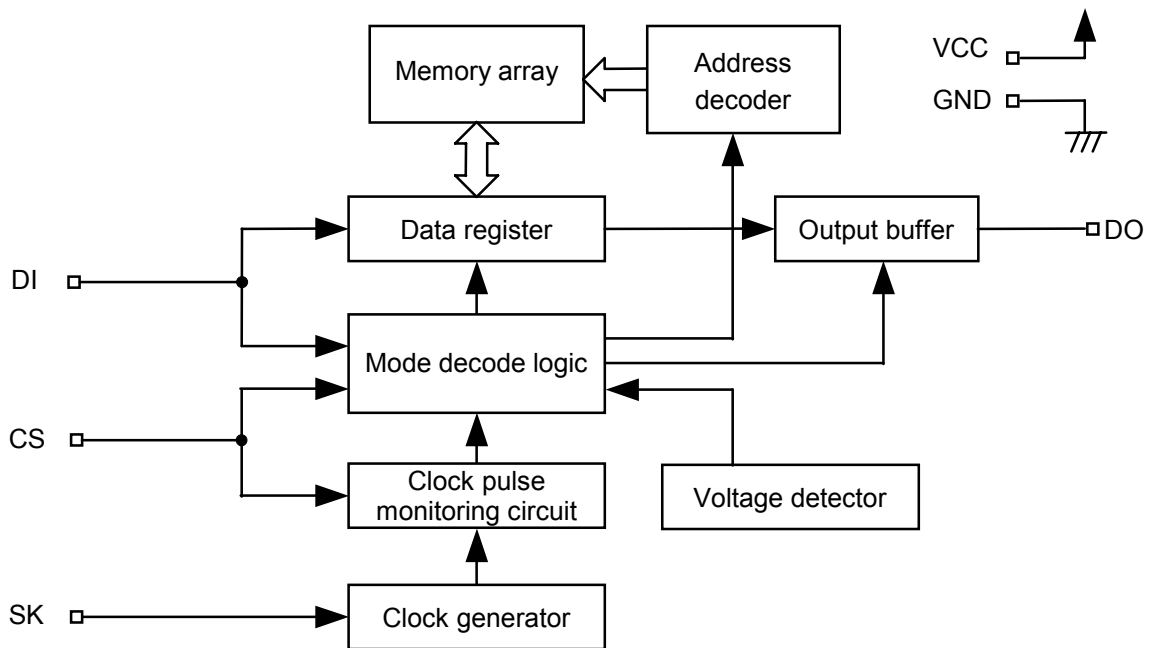 Memory array
Address
decoder
VCC
GND
Data register
Output buffer
DO
DI
Mode decode logic
CS
Clock pulse
monitoring circuit
Voltage detector
SK
Clock generator